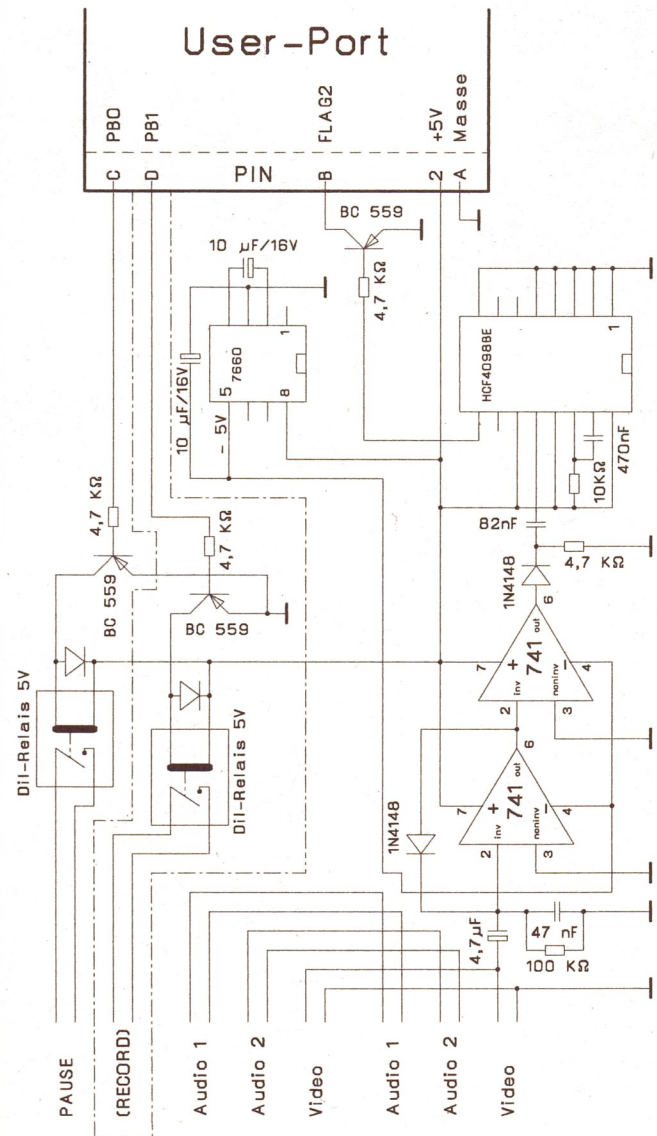 User-Port
PB0
PB1
FLAG2
+5V
Masse
C
D
PIN
B
2
A
BC 559
10 µF/16V
4,7 KΩ
10 µF/16V
7660
1
5
8
- 5V
HCF4098BE
1
4,7 KΩ
4,7 KΩ
BC 559
BC 559
82nF
10KΩ
470nF
4,7 KΩ
1N4148
Dil-Relais 5V
Dil-Relais 5V
7
+
741
out
6
inv
2
noninv
3
-
4
1N4148
7
+
741
out
6
inv
2
noninv
3
-
4
4,7µF
47 nF
100 KΩ
PAUSE
(RECORD)
Audio 1
Audio 2
Video
Audio 1
Audio 2
Video